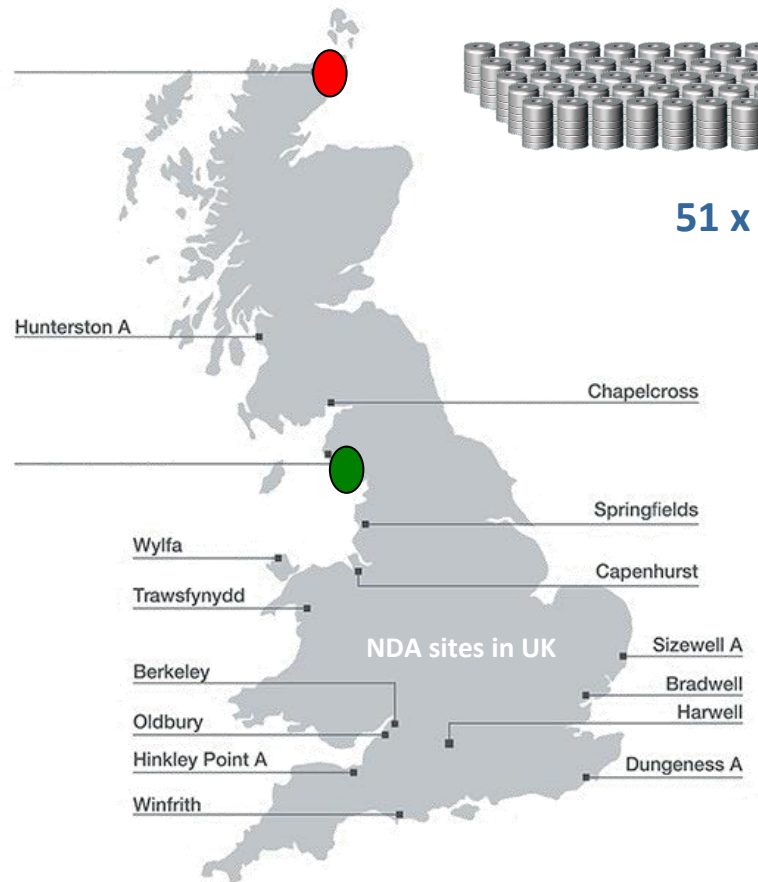 51 x
Hunterston A
Chapelcross
Springfields
Wylfa
Capenhurst
Trawsfynydd
Sizewell A
NDA sites in UK
Berkeley
Bradwell
Harwell
Oldbury
Hinkley Point A
Dungeness A
Winfrith